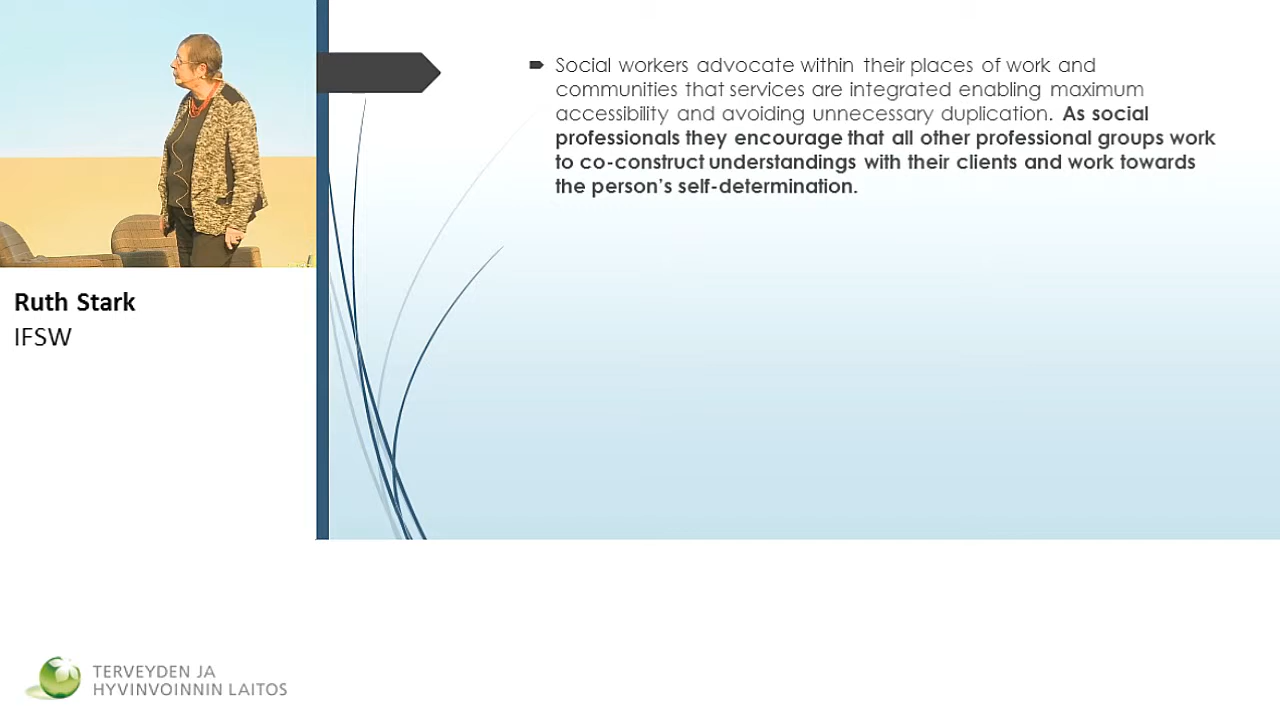 Social workers advocate within their places of work and
communities that services are integrated enabling maximum
accessibility and avoiding unnecessary duplication. As social
professionals they encourage that all other professional groups work
to co-construct understandings with their clients and work towards
the person's self-determination.
Ruth Stark
IFSW
TERVEYDEN JA
HYVINVOINNIN LAITOS